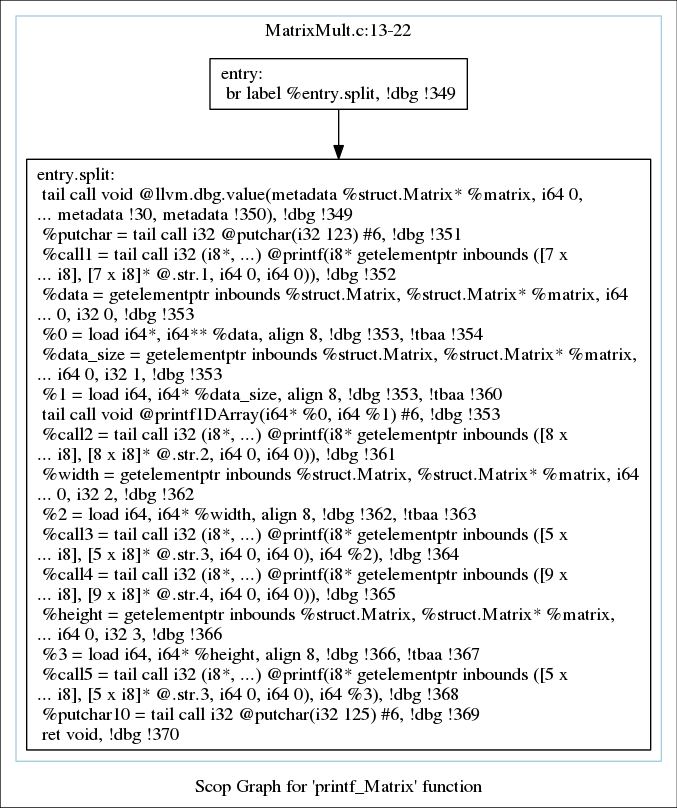 MatrixMult.c:13-22
entry:
br label %entry.split, !dbg !349
entry.split:
tail call void @llvm.dbg.value(metadata %struct.Matrix* %matrix, i64 0,
... metadata !30, metadata !350), !dbg !349
%putchar = tail call i32 @putchar(i32 123) #6, !dbg !351
%call1 = tail call i32 (i8*, ...) @printf(i8* getelementptr inbounds ([7 x
... i8], [7 x i8]* @.str.1, i64 0, i64 0)), !dbg !352
%data = getelementptr inbounds %struct.Matrix, %struct.Matrix* %matrix, i64
... 0, i32 0, !dbg !353
%0 = load i64*, i64** %data, align 8, !dbg !353, !tbaa !354
%data_size = getelementptr inbounds %struct.Matrix, %struct.Matrix* %matrix,
... i64 0, i32 1, !dbg !353
%1 = load i64, i64* %data_size, align 8, !dbg !353, !tbaa !360
tail call void @printf1DArray(i64* %0, i64 %1) #6, !dbg !353
%call2 = tail call i32 (i8*, ...) @printf(i8* getelementptr inbounds ([8 x
... i8], [8 x i8]* @.str.2, i64 0, i64 0)), !dbg !361
%width = getelementptr inbounds %struct.Matrix, %struct.Matrix* %matrix, i64
... 0, i32 2, !dbg !362
%2 = load i64, i64* %width, align 8, !dbg !362, !tbaa !363
%call3 = tail call i32 (i8*, ...) @printf(i8* getelementptr inbounds ([5 x
... i8], [5 x i8]* @.str.3, i64 0, i64 0), i64 %2), !dbg !364
%call4 = tail call i32 (i8*, ...) @printf(i8* getelementptr inbounds ([9 x
... i8], [9 x i8]* @.str.4, i64 0, i64 0)), !dbg !365
%height = getelementptr inbounds %struct.Matrix, %struct.Matrix* %matrix,
... i64 0, i32 3, !dbg !366
%3 = load i64, i64* %height, align 8, !dbg !366, !tbaa !367
%call5 = tail call i32 (i8*, ...) @printf(i8* getelementptr inbounds ([5 x
... i8], [5 x i8]* @.str.3, i64 0, i64 0), i64 %3), !dbg !368
%putchar10 = tail call i32 @putchar(i32 125) #6, !dbg !369
ret void, !dbg !370
Scop Graph for 'printf_Matrix' function